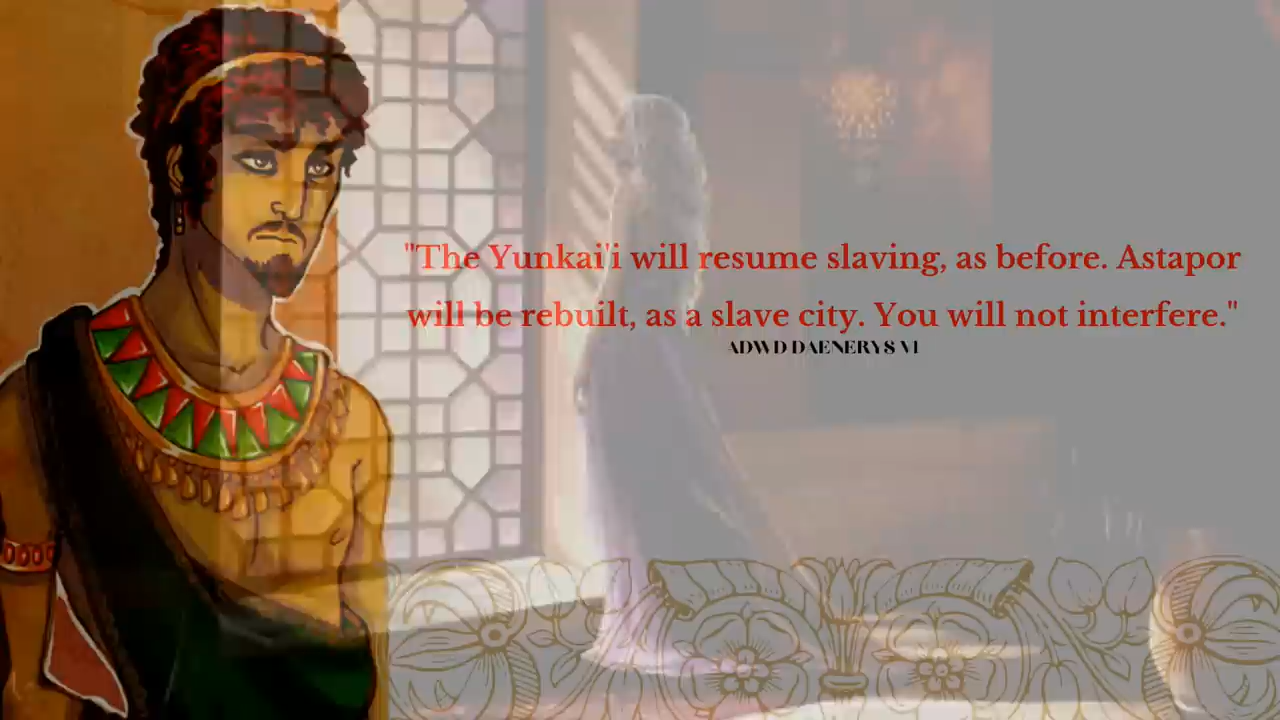 "The Yunkai'i will resume slaving, as before. Astapor
will be rebuilt, as a slave city. You will not interfere."
ADWD DAENERYS VI